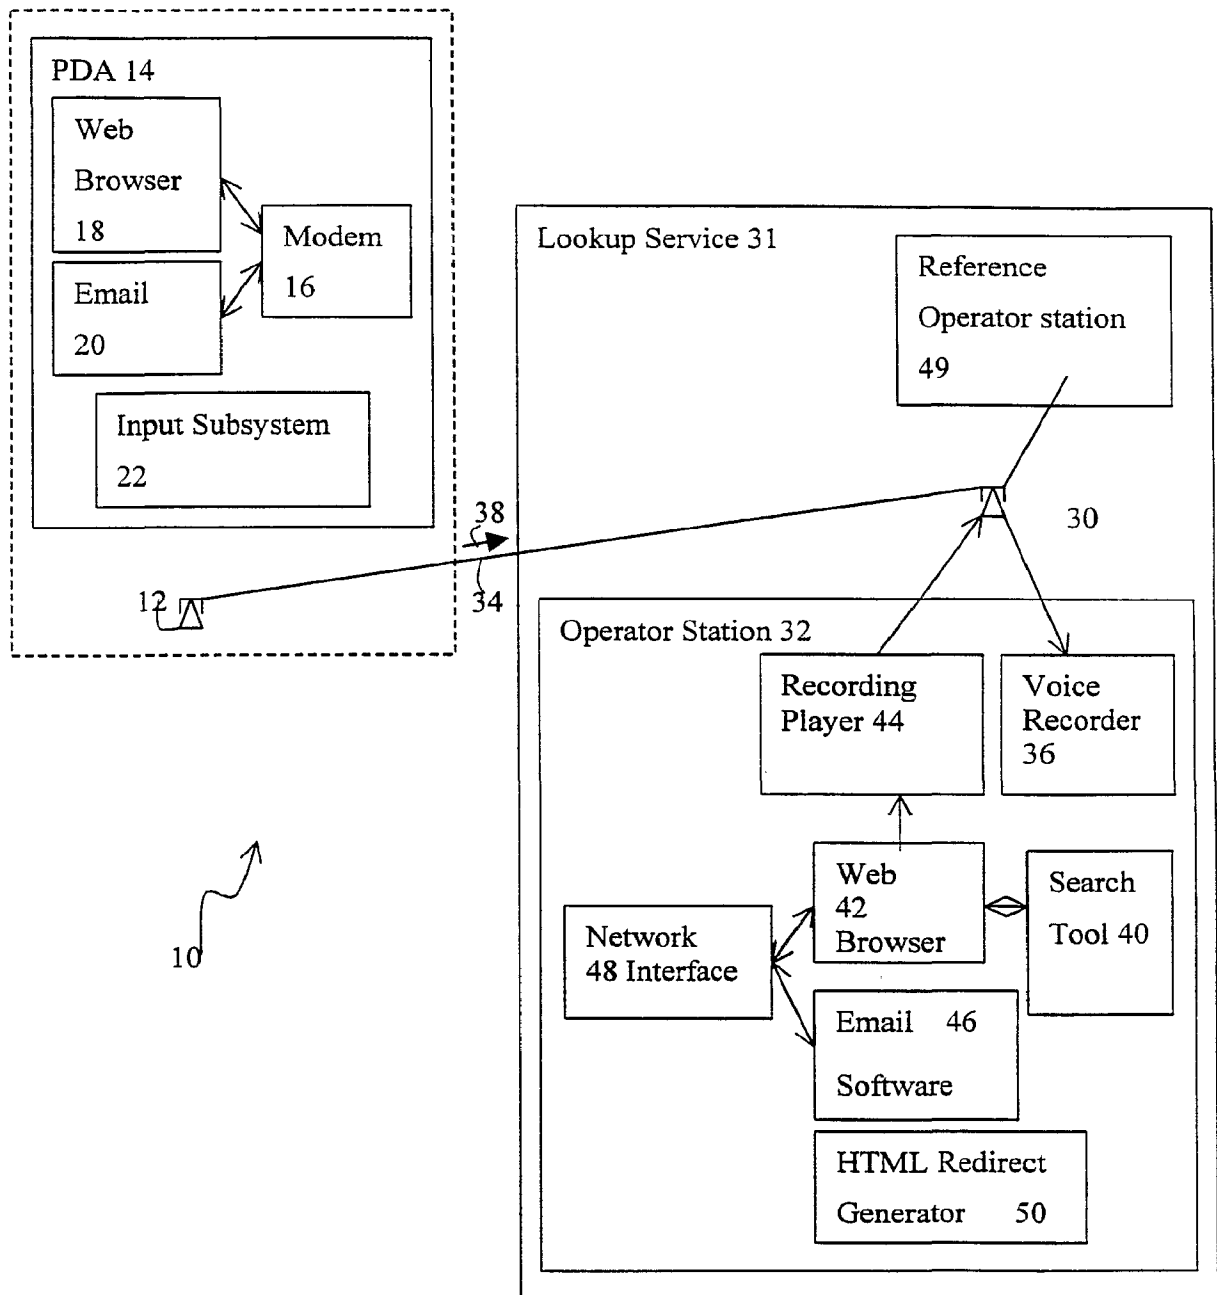 PDA 14
Web
Browser
18
Modem
16
Email
20
Input Subsystem
22
12
38
34
10
Lookup Service 31
Reference
Operator station
49
30
Operator Station 32
Recording
Player 44
Voice
Recorder
36
Web
42
Browser
Search
Tool 40
Network
48 Interface
Email 46
Software
HTML Redirect
Generator 50